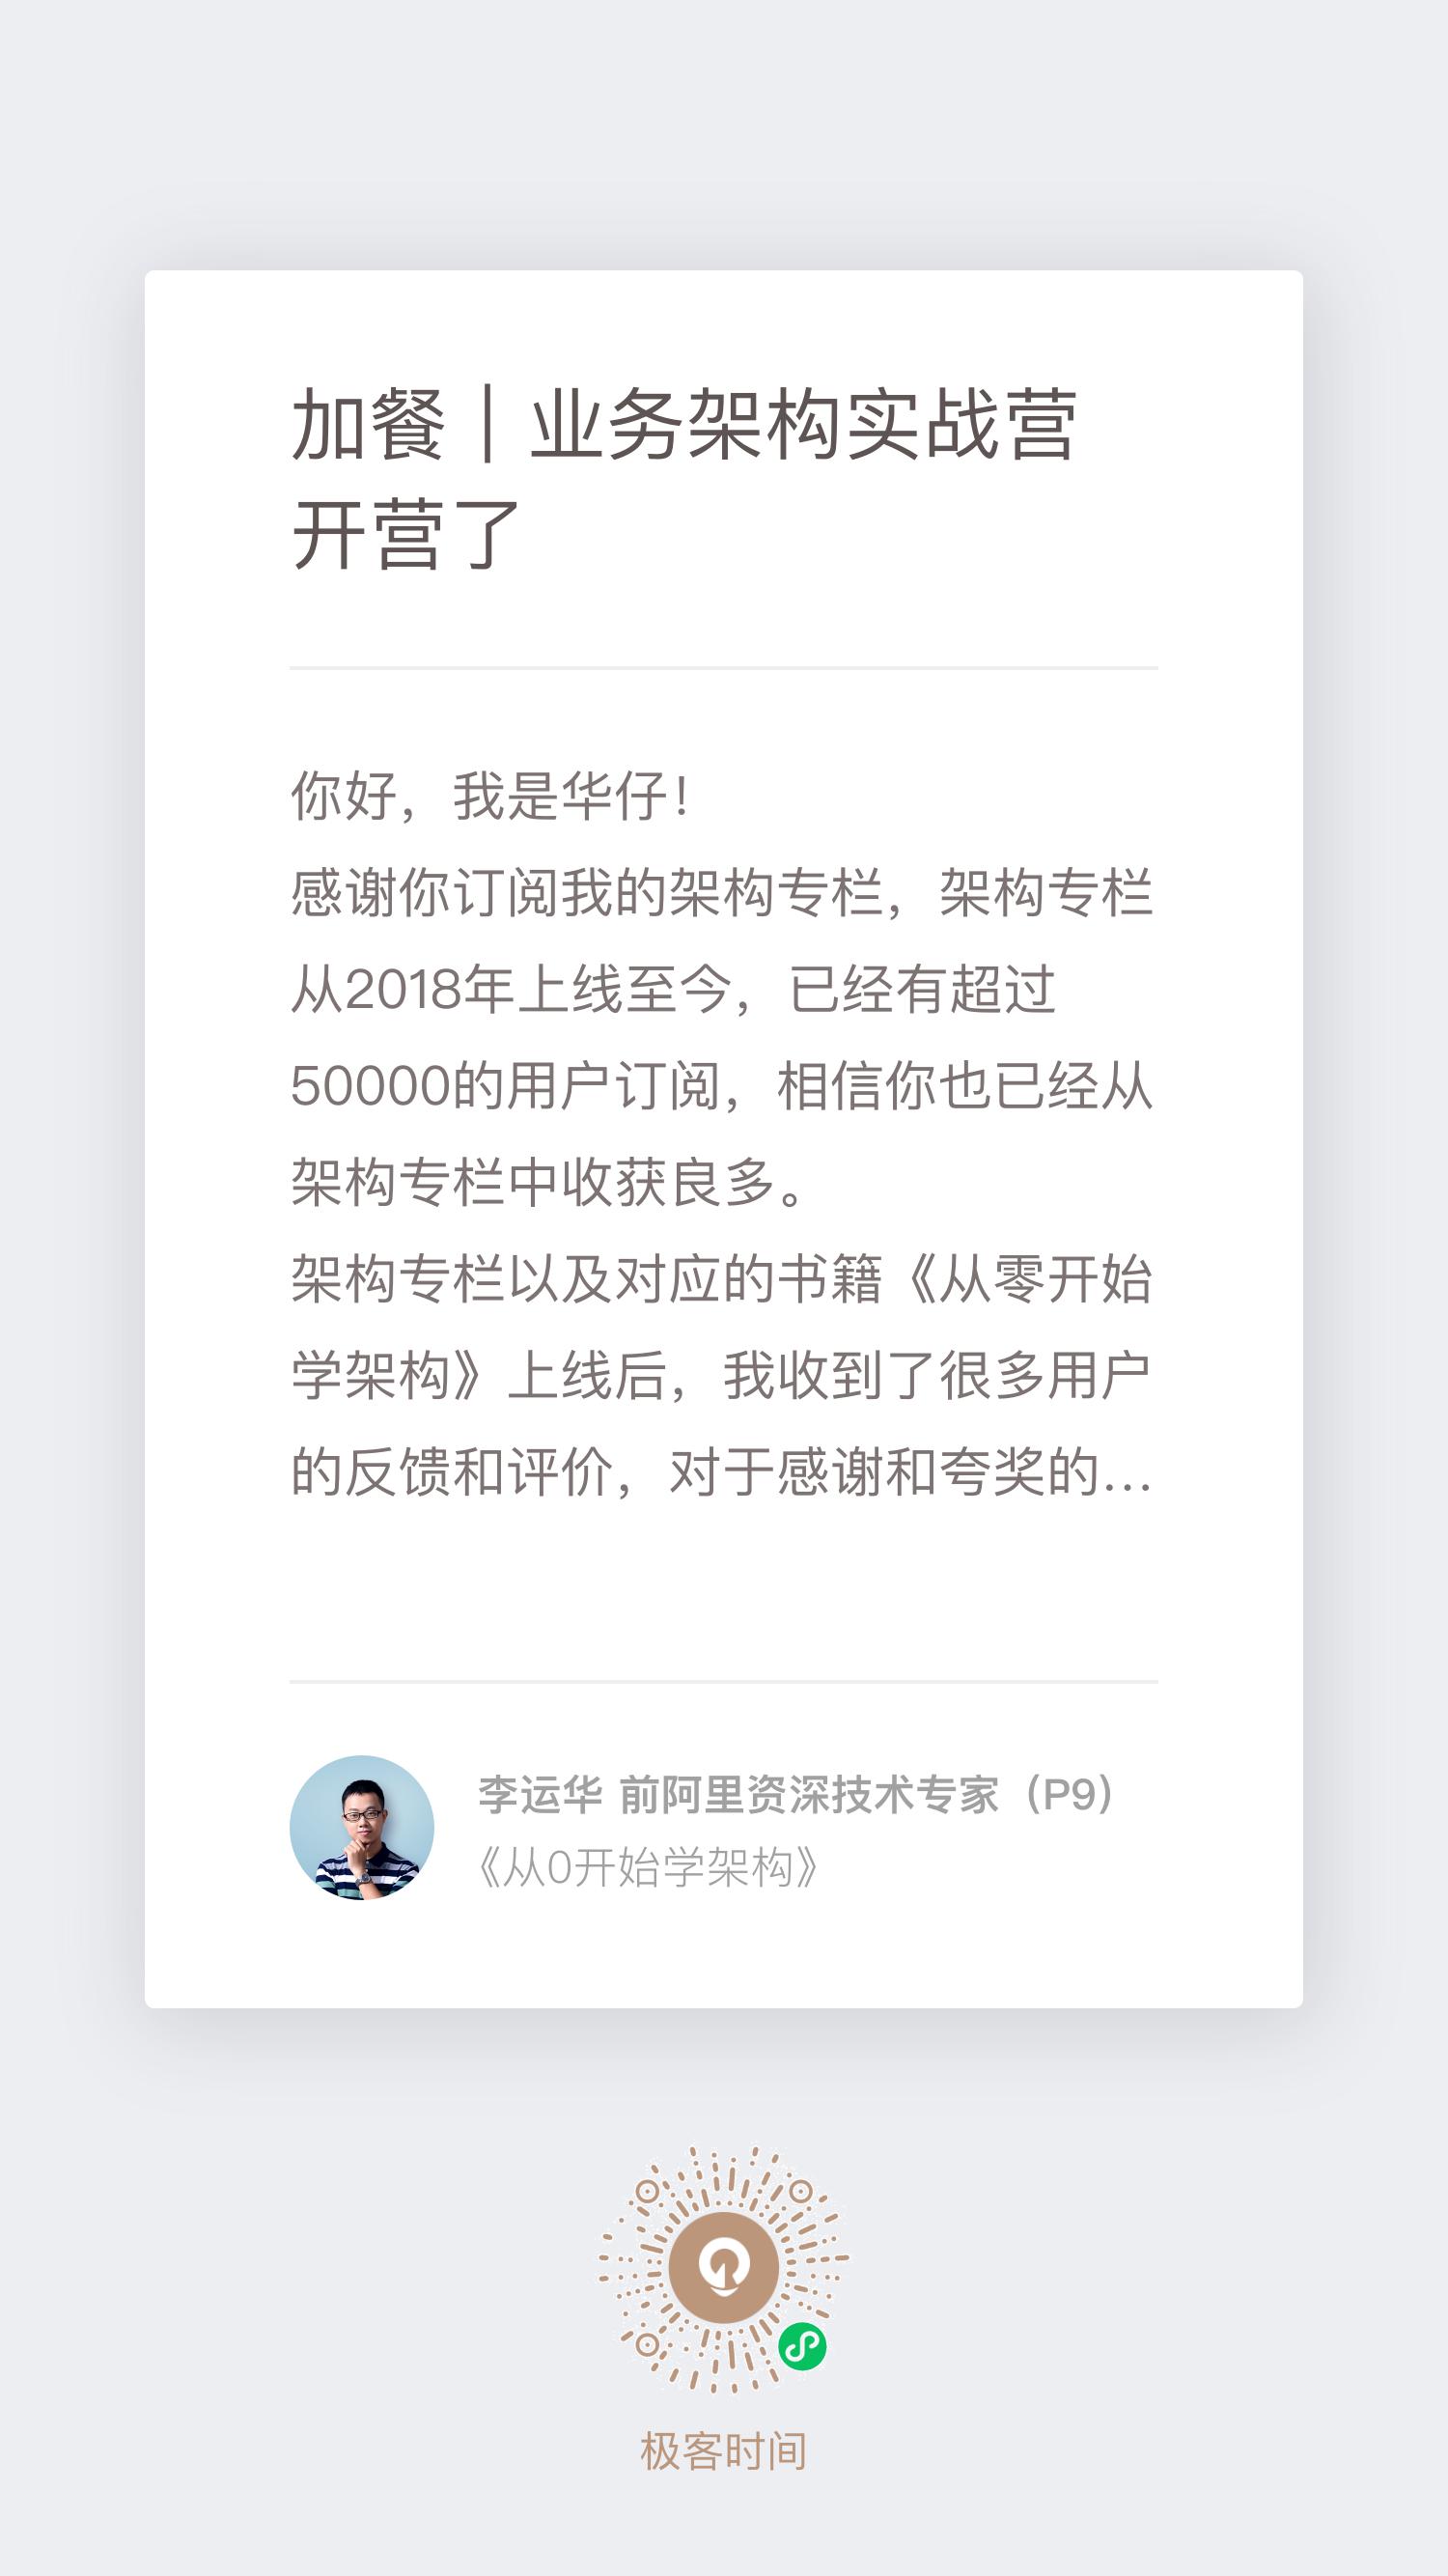 加餐｜业务架构实战营
开营了
你好，我是华仔！
感谢你订阅我的架构专栏，架构专栏
从2018年上线至今，已经有超过
50000的用户订阅，相信你也已经从
架构专栏中收获良多。
架构专栏以及对应的书籍《从零开始
学架构》上线后，我收到了很多用户
的反馈和评价，对于感谢和夸奖的...
李运华 前阿里资深技术专家（P9）
《从0开始学架构》
极客时间